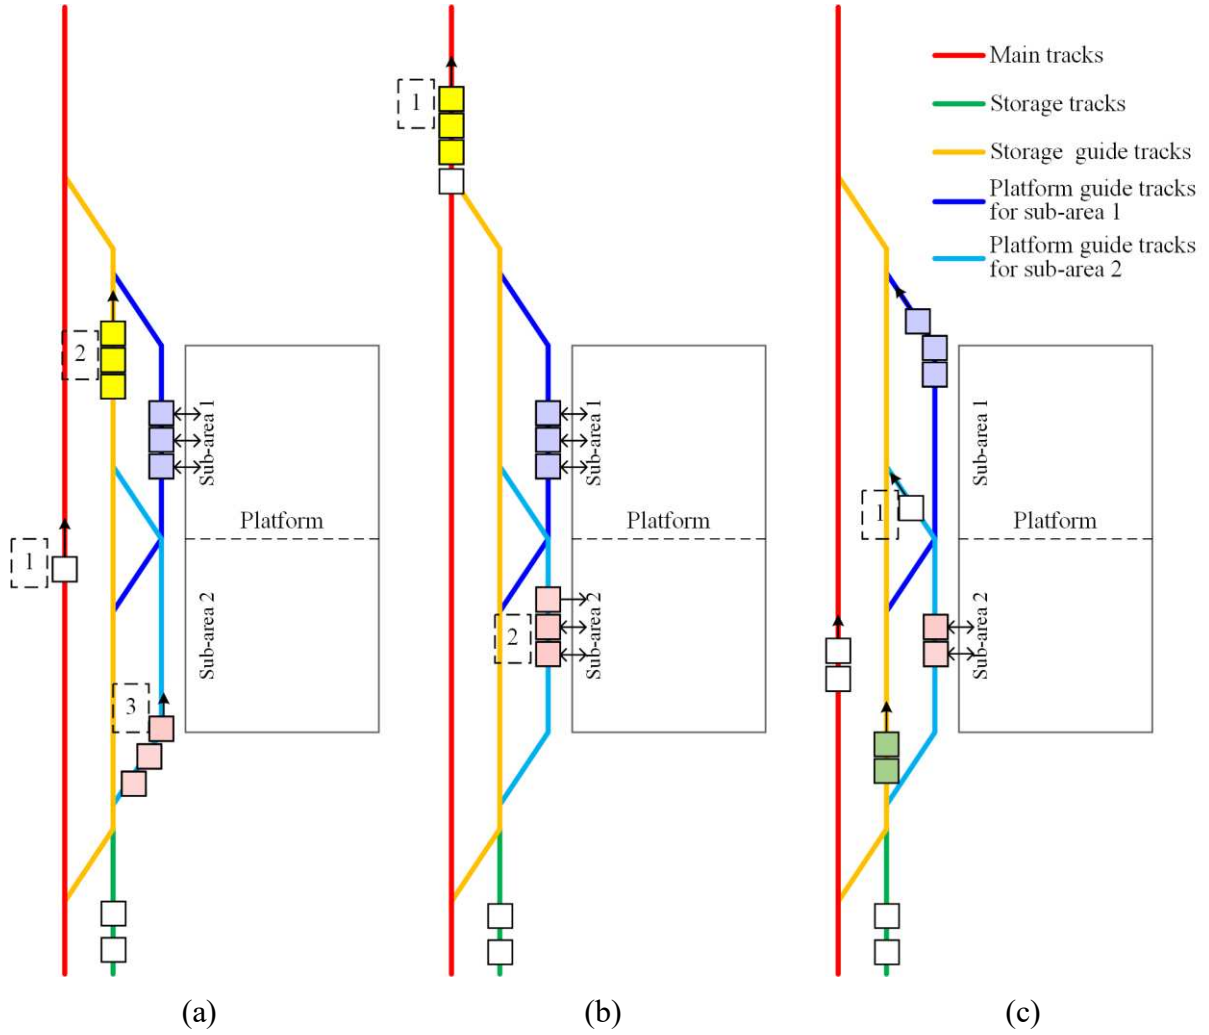 Main tracks
Storage tracks
Storage guide tracks
Platform guide tracks
for sub-area 1
Platform guide tracks
for sub-area 2
1
2
3
Sub-area 1
Platform
Sub-area 2
1
2
Sub-area 1
Platform
Sub-area 2
1
Sub-area 1
Platform
Sub-area 2
(a)
(b)
(c)